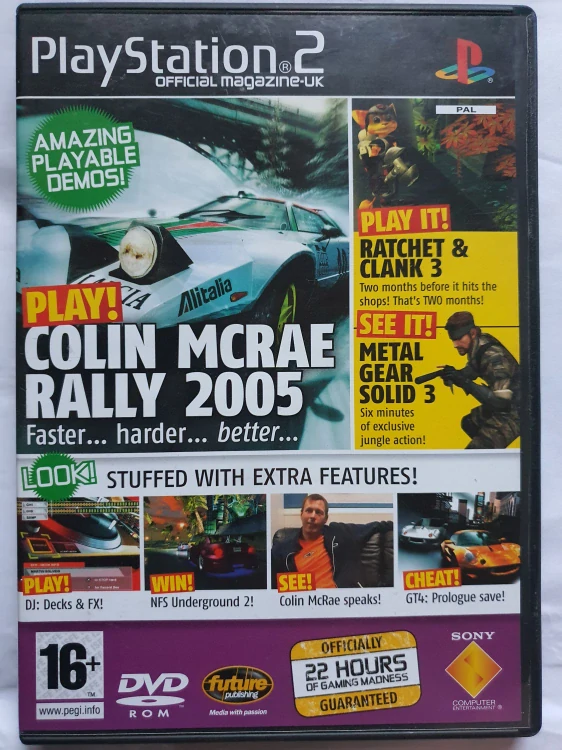 PlayStation®2
OFFICIAL magazine-UK
PAL
AMAZING
PLAYABLE
DEMOS!
LANCIA
Alitalia
PLAY!
COLIN MCRAE
RALLY 2005
Faster... harder... better...
PLAY IT!
RATCHET &
CLANK 3
Two months before it hits the
shops! That's TWO months!
SEE IT!
METAL
GEAR
SOLID 3
Six minutes
of exclusive
jungle action!
LOOK!
STUFFED WITH EXTRA FEATURES!
PLAY!
DJ: Decks & FX!
WIN!
NFS Underground 2!
SEE!
Colin McRae speaks!
CHEAT!
GT4: Prologue save!
16+
TM
www.pegi.info
DVD
ROM
future
publishing
Media with passion
OFFICIALLY
22 HOURS
OF GAMING MADNESS
GUARANTEED
SONY
COMPUTER
ENTERTAINMENT®